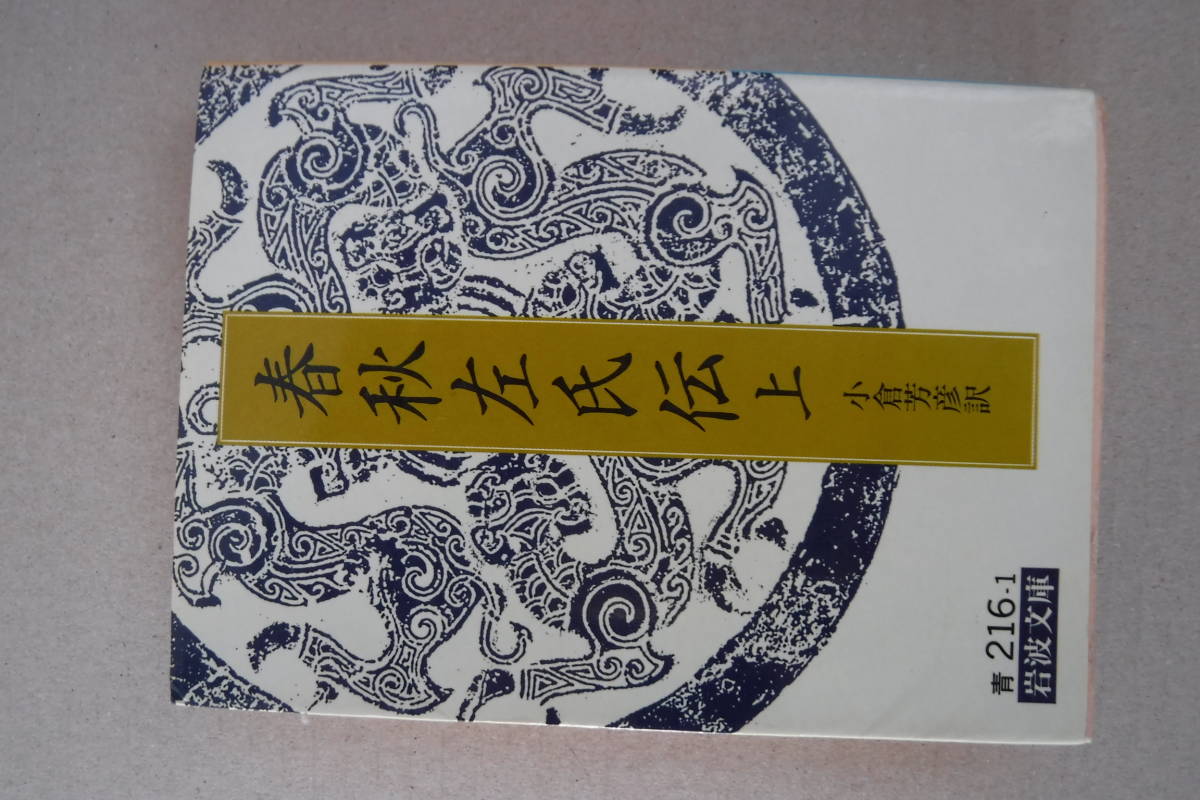 春秋左氏伝 上
小倉芳彦訳
青 216-1
岩波文庫